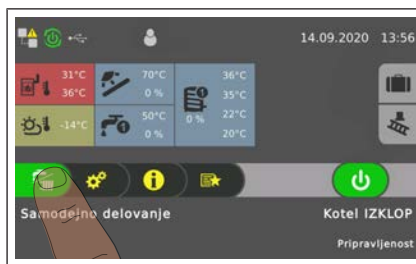 14.09.2020 13:56
31°C 70°C 36°C
36°C 0 % 35°C
-14°C 50°C 0 % 22°C
0 % 20°C
Samodejno delovanje Kotel IZKLOP
Pripravljenost